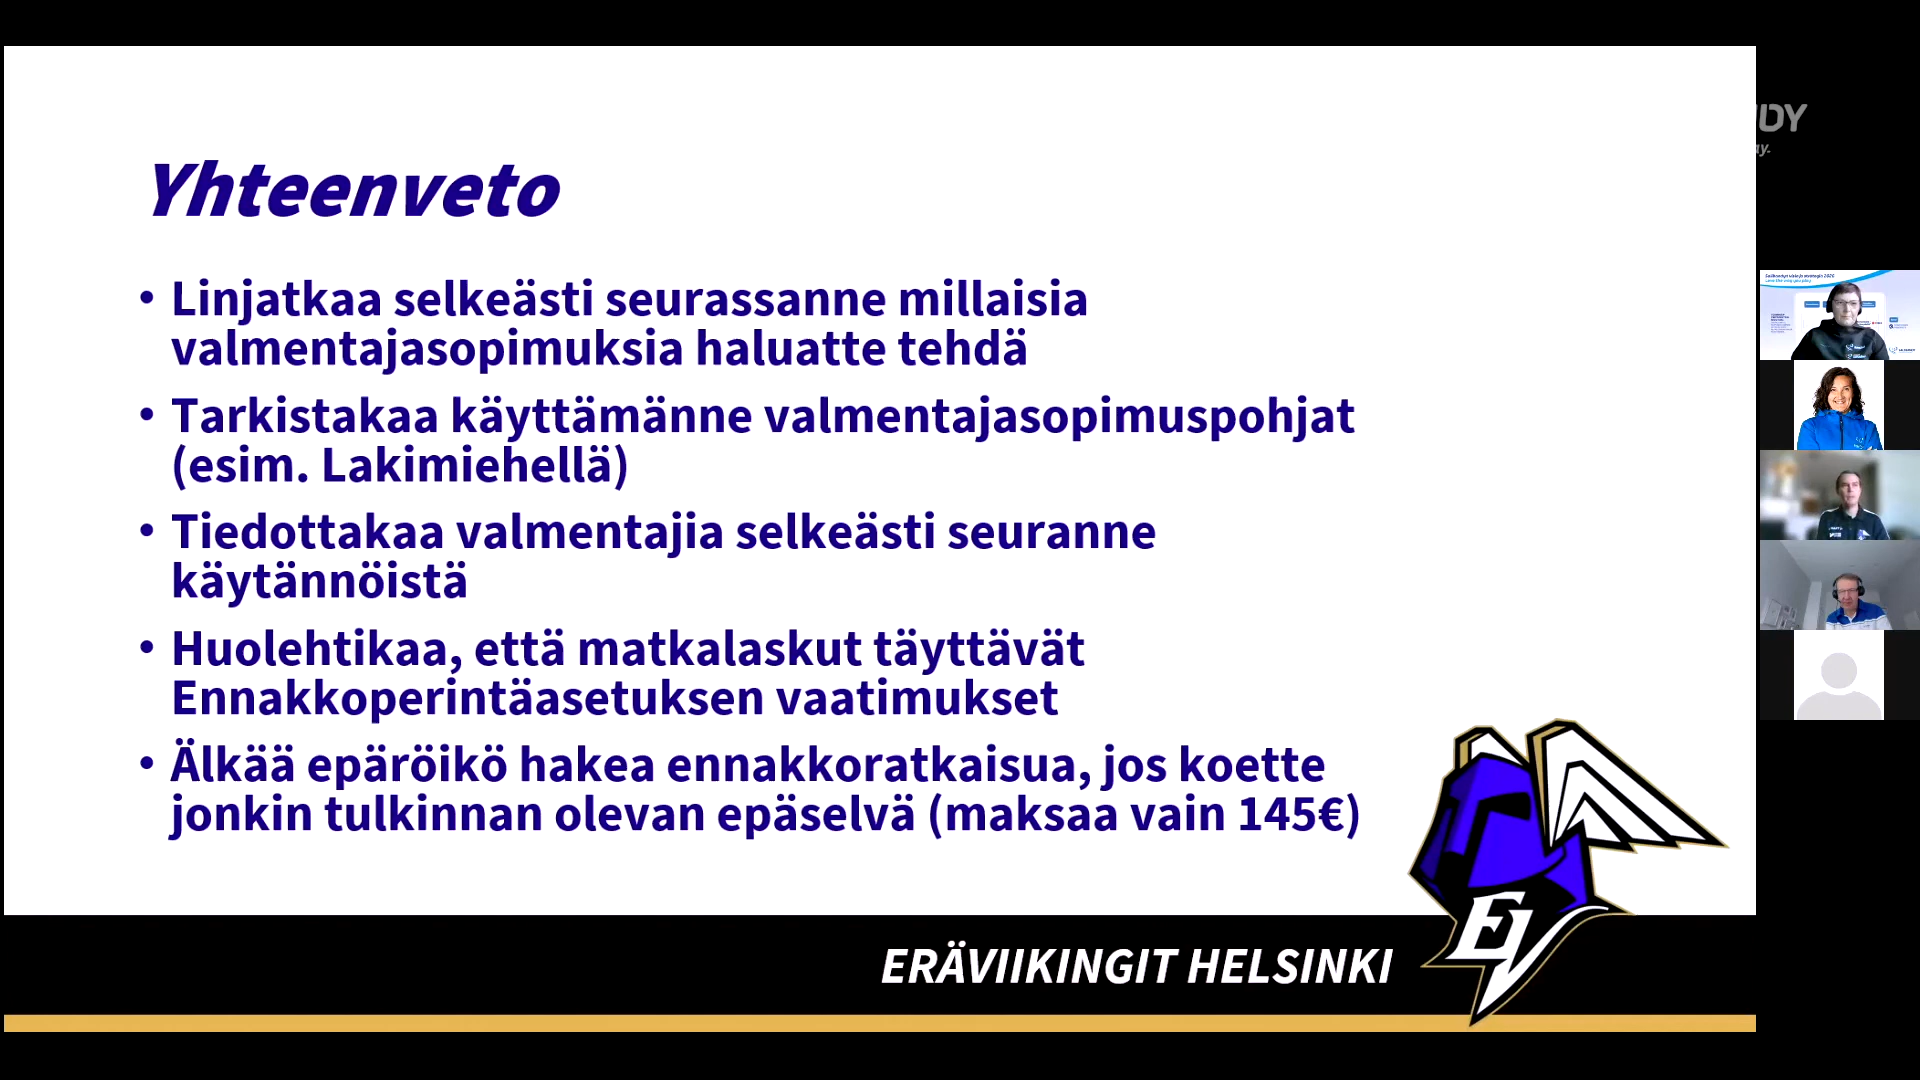 Yhteenveto
• Linjatkaa selkeästi seurassanne millaisia
valmentajasopimuksia haluatte tehdä
• Tarkistakaa käyttämänne valmentajasopimuspohjat
(esim. Lakimiehellä)
• Tiedottakaa valmentajia selkeästi seuranne
käytännöistä
• Huolehtikaa, että matkalaskut täyttävät
Ennakkoperintäasetuksen vaatimukset
• Älkää epäröikö hakea ennakkoratkaisua, jos koette
jonkin tulkinnan olevan epäselvä (maksaa vain 145€)
ERÄVIIKINGIT HELSINKI
EV